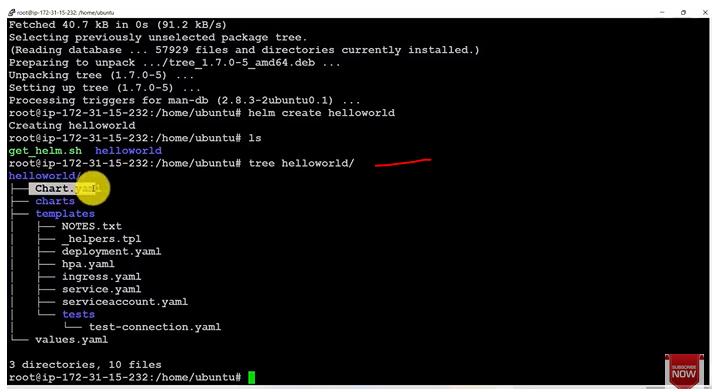 root@ip-172-31-15-232: /home/ubuntu
Fetched 40.7 kB in 0s (91.2 kB/s)
Selecting previously unselected package tree.
(Reading database ... 57929 files and directories currently installed.)
Preparing to unpack .../tree_1.7.0-5_amd64.deb ...
Unpacking tree (1.7.0-5) ...
Setting up tree (1.7.0-5) ...
Processing triggers for man-db (2.8.3-2ubuntu0.1) ...
root@ip-172-31-15-232:/home/ubuntu# helm create helloworld
Creating helloworld
root@ip-172-31-15-232:/home/ubuntu# ls
get_helm.sh  helloworld
root@ip-172-31-15-232:/home/ubuntu# tree helloworld/
helloworld/
├── Chart.yaml
├── charts
├── templates
│   ├── NOTES.txt
│   ├── _helpers.tpl
│   ├── deployment.yaml
│   ├── hpa.yaml
│   ├── ingress.yaml
│   ├── service.yaml
│   ├── serviceaccount.yaml
│   └── tests
│       └── test-connection.yaml
└── values.yaml
3 directories, 10 files
root@ip-172-31-15-232:/home/ubuntu#
SUBSCRIBE
NOW